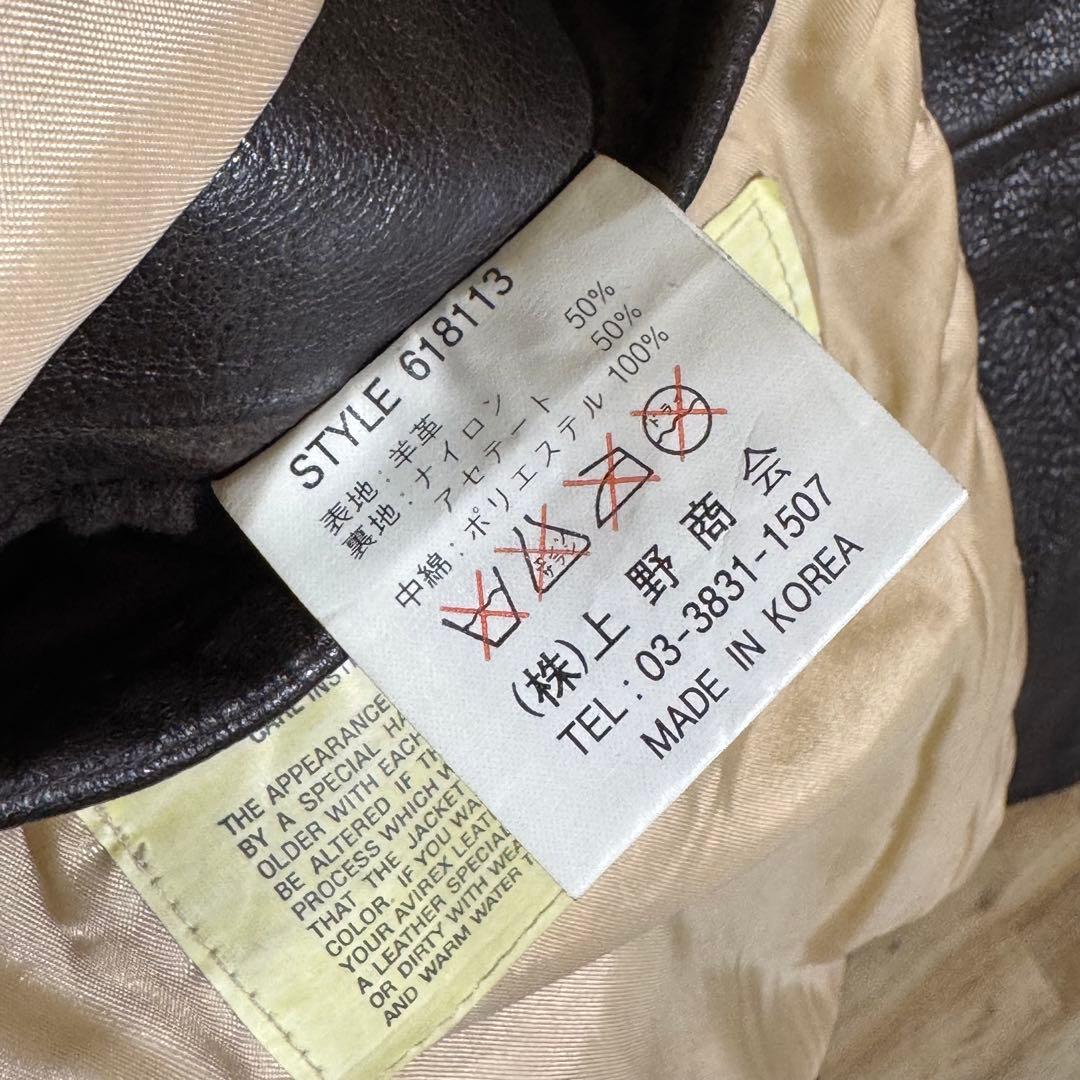 STYLE 618113
表地:羊革
裏地:ナイロン 50%
アセテート 50%
中綿:ポリエステル 100%
(株)上野商会
TEL:03-3831-1507
MADE IN KOREA
THE APPEARANCE
BY A SPECIAL
OLDER WITH EACH
BE ALTERED IF
PROCESS WHICH
THAT THE JACKET
COLOR. IF YOU
YOUR AVIREX
A LEATHER
OR DIRTY WITH
AND WARM WATER